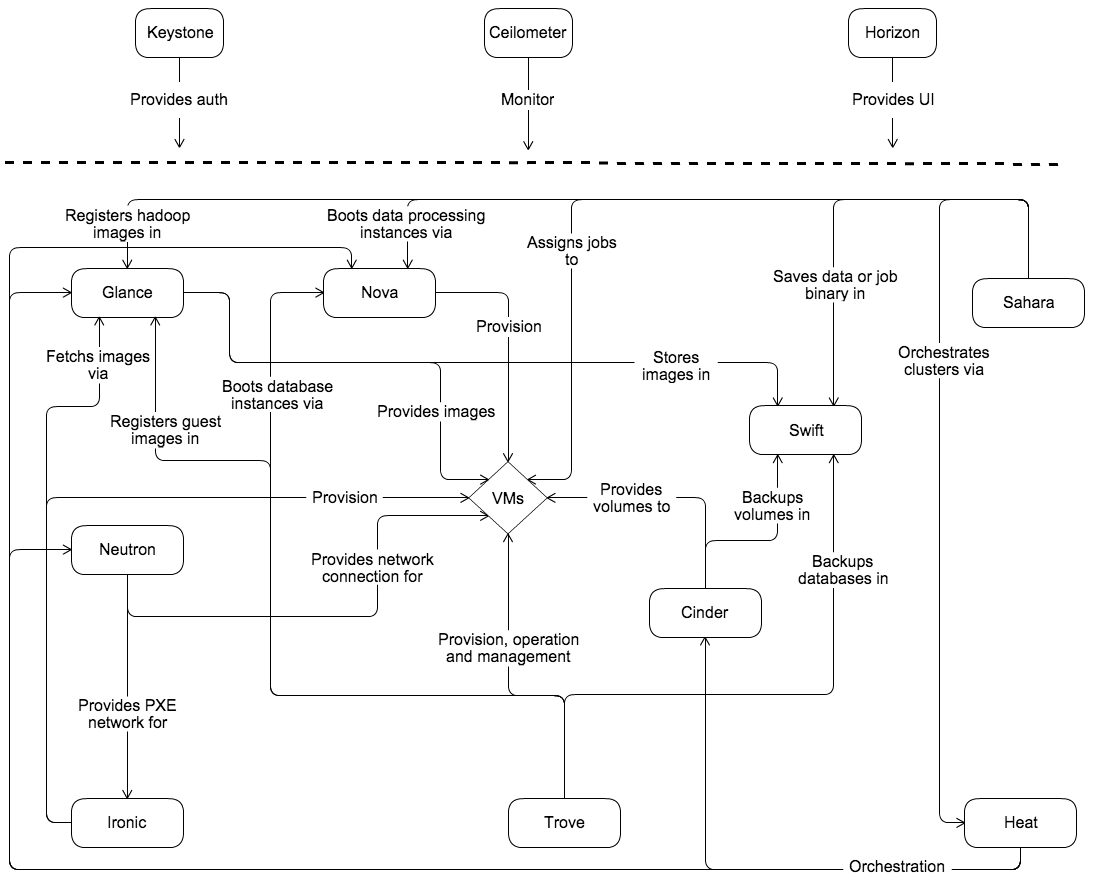 Keystone
Ceilometer
Horizon
Provides auth
Monitor
Provides UI
Registers hadoop
images in
Boots data processing
instances via
Assigns jobs
to
Saves data or job
binary in
Glance
Nova
Sahara
Provision
Fetchs images
via
Stores
images in
Orchestrates
clusters via
Boots database
instances via
Provides images
Registers guest
images in
Swift
Provision
VMs
Provides
volumes to
Backups
volumes in
Neutron
Provides network
connection for
Backups
databases in
Cinder
Provision, operation
and management
Provides PXE
network for
Ironic
Trove
Heat
Orchestration